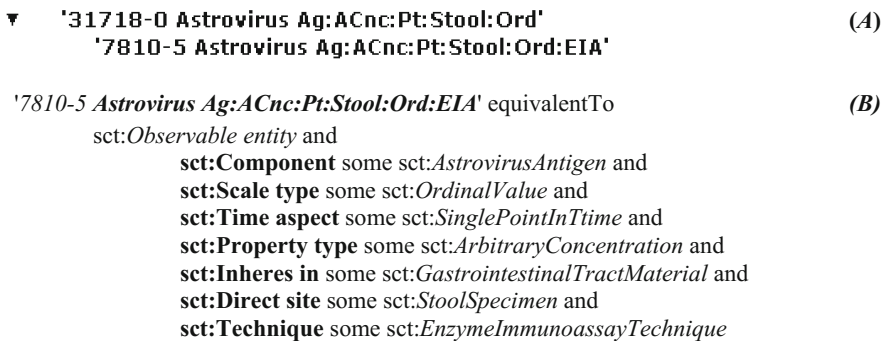 ▼ '31718-0 Astrovirus Ag:ACnc:Pt:Stool:Ord' (A)
'7810-5 Astrovirus Ag:ACnc:Pt:Stool:Ord:EIA'
'7810-5 Astrovirus Ag:ACnc:Pt:Stool:Ord:EIA' equivalentTo (B)
sct:Observable entity and
sct:Component some sct:AstrovirusAntigen and
sct:Scale type some sct:OrdinalValue and
sct:Time aspect some sct:SinglePointInTtime and
sct:Property type some sct:ArbitraryConcentration and
sct:Inheres in some sct:GastrointestinalTractMaterial and
sct:Direct site some sct:StoolSpecimen and
sct:Technique some sct:EnzymeImmunoassayTechnique